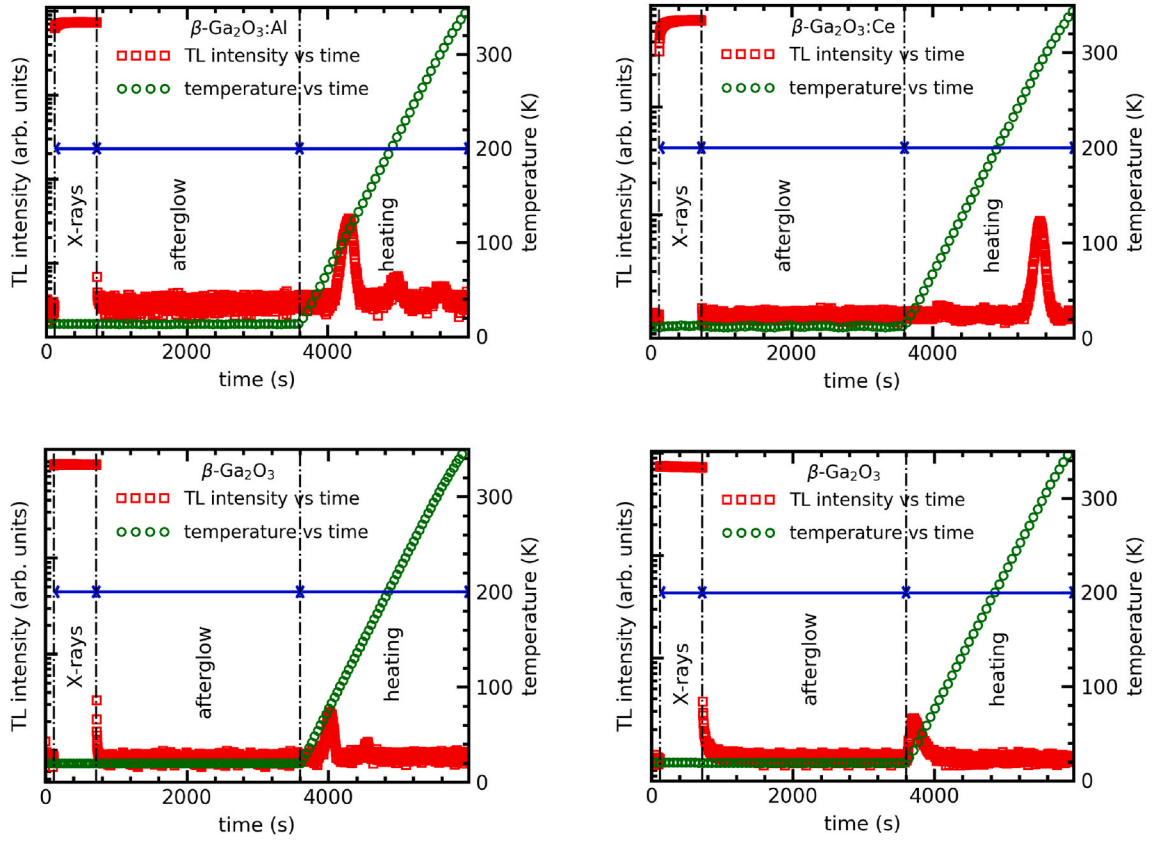 β-Ga₂O₃:Al
TL intensity vs time
temperature vs time
X-rays
afterglow
heating
TL intensity (arb. units)
temperature (K)
0
100
200
300
0
2000
4000
time (s)
β-Ga₂O₃:Ce
TL intensity vs time
temperature vs time
X-rays
afterglow
heating
TL intensity (arb. units)
temperature (K)
0
100
200
300
0
2000
4000
time (s)
β-Ga₂O₃
TL intensity vs time
temperature vs time
X-rays
afterglow
heating
TL intensity (arb. units)
temperature (K)
0
100
200
300
0
2000
4000
time (s)
β-Ga₂O₃
TL intensity vs time
temperature vs time
X-rays
afterglow
heating
TL intensity (arb. units)
temperature (K)
0
100
200
300
0
2000
4000
time (s)